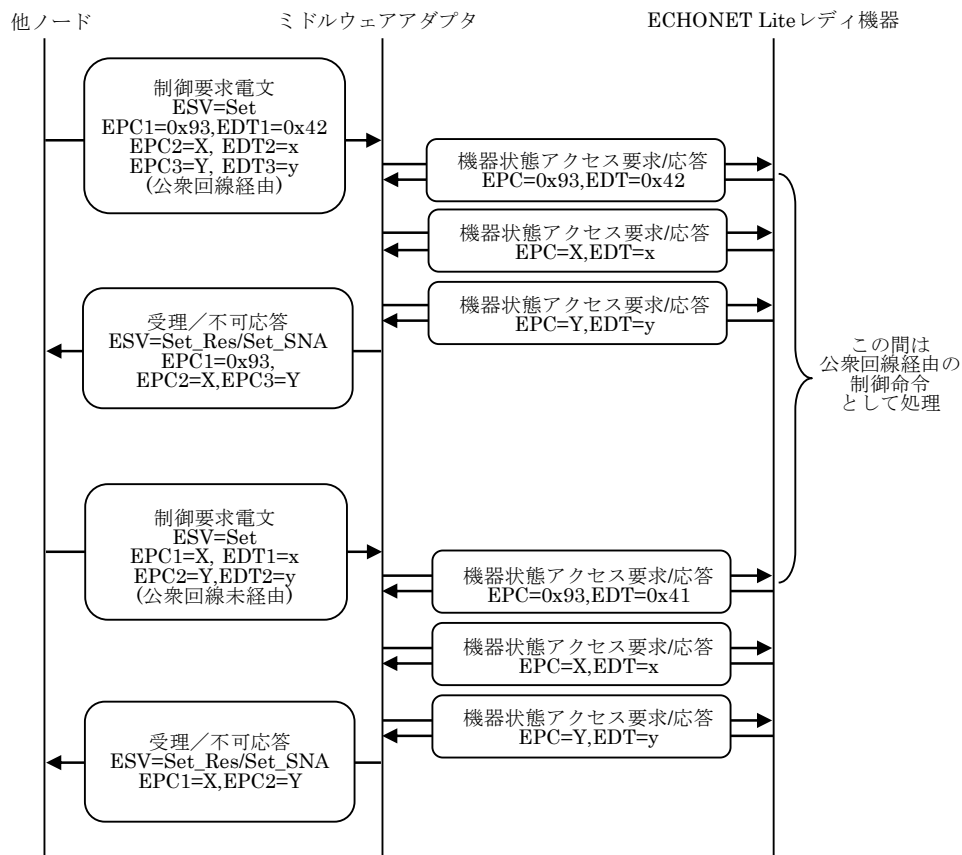 他ノード
ミドルウェアアダプタ
ECHONET Liteレディ機器
制御要求電文
ESV=Set
EPC1=0x93,EDT1=0x42
EPC2=X, EDT2=x
EPC3=Y, EDT3=y
(公衆回線経由)
機器状態アクセス要求/応答
EPC=0x93,EDT=0x42
機器状態アクセス要求/応答
EPC=X,EDT=x
機器状態アクセス要求/応答
EPC=Y,EDT=y
受理／不可応答
ESV=Set_Res/Set_SNA
EPC1=0x93,
EPC2=X,EPC3=Y
この間は
公衆回線経由の
制御命令
として処理
制御要求電文
ESV=Set
EPC1=X, EDT1=x
EPC2=Y,EDT2=y
(公衆回線未経由)
機器状態アクセス要求/応答
EPC=0x93,EDT=0x41
機器状態アクセス要求/応答
EPC=X,EDT=x
機器状態アクセス要求/応答
EPC=Y,EDT=y
受理／不可応答
ESV=Set_Res/Set_SNA
EPC1=X,EPC2=Y